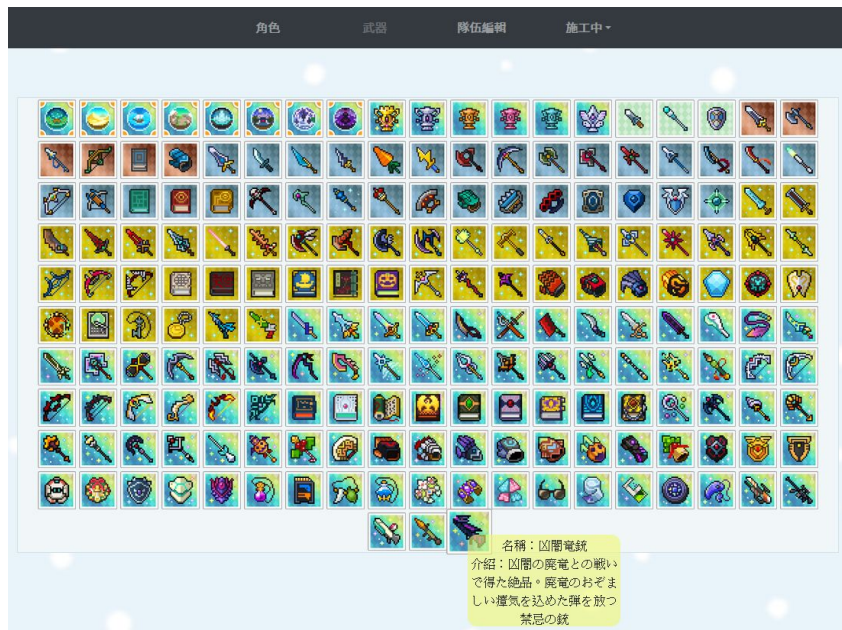 角色 武器 隊伍編輯 施工中
名稱：凶闇竜銃
介紹：凶闇の廃竜との戦い
で得た絶品。廃竜のおぞま
しい瘴気を込めた弾を放つ
禁忌の銃